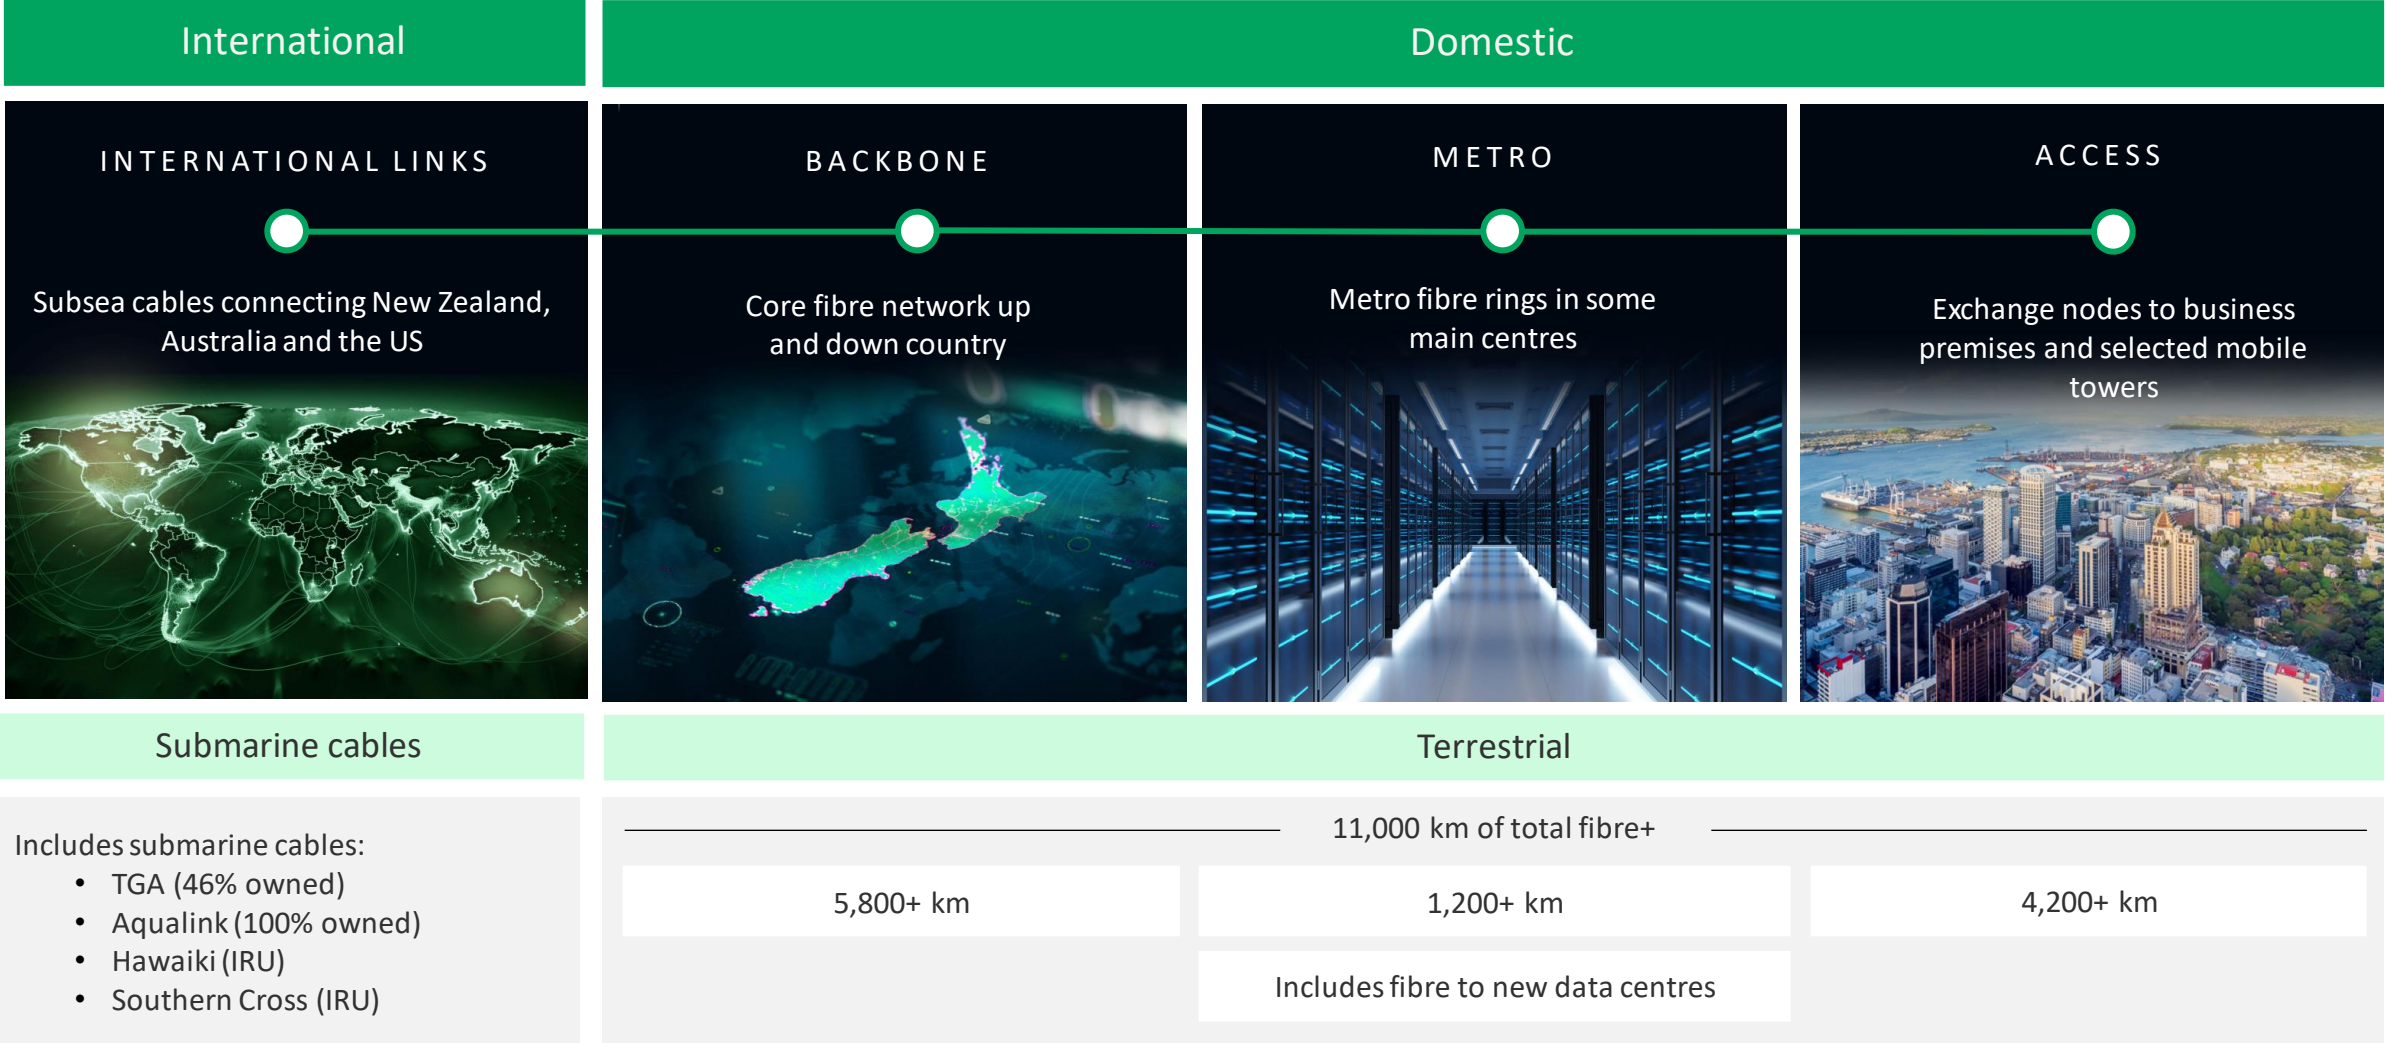 International
Domestic
INTERNATIONAL LINKS
Subsea cables connecting New Zealand,
Australia and the US
BACKBONE
Core fibre network up
and down country
METRO
Metro fibre rings in some
main centres
ACCESS
Exchange nodes to business
premises and selected mobile
towers
Submarine cables
Terrestrial
Includes submarine cables:
• TGA (46% owned)
• Aqualink (100% owned)
• Hawaiki (IRU)
• Southern Cross (IRU)
11,000 km of total fibre+
5,800+ km
1,200+ km
4,200+ km
Includes fibre to new data centres